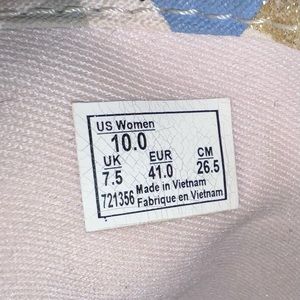 US Women
10.0
UK EUR CM
7.5 41.0 26.5
721356 Made in Vietnam
Fabrique en Vietnam